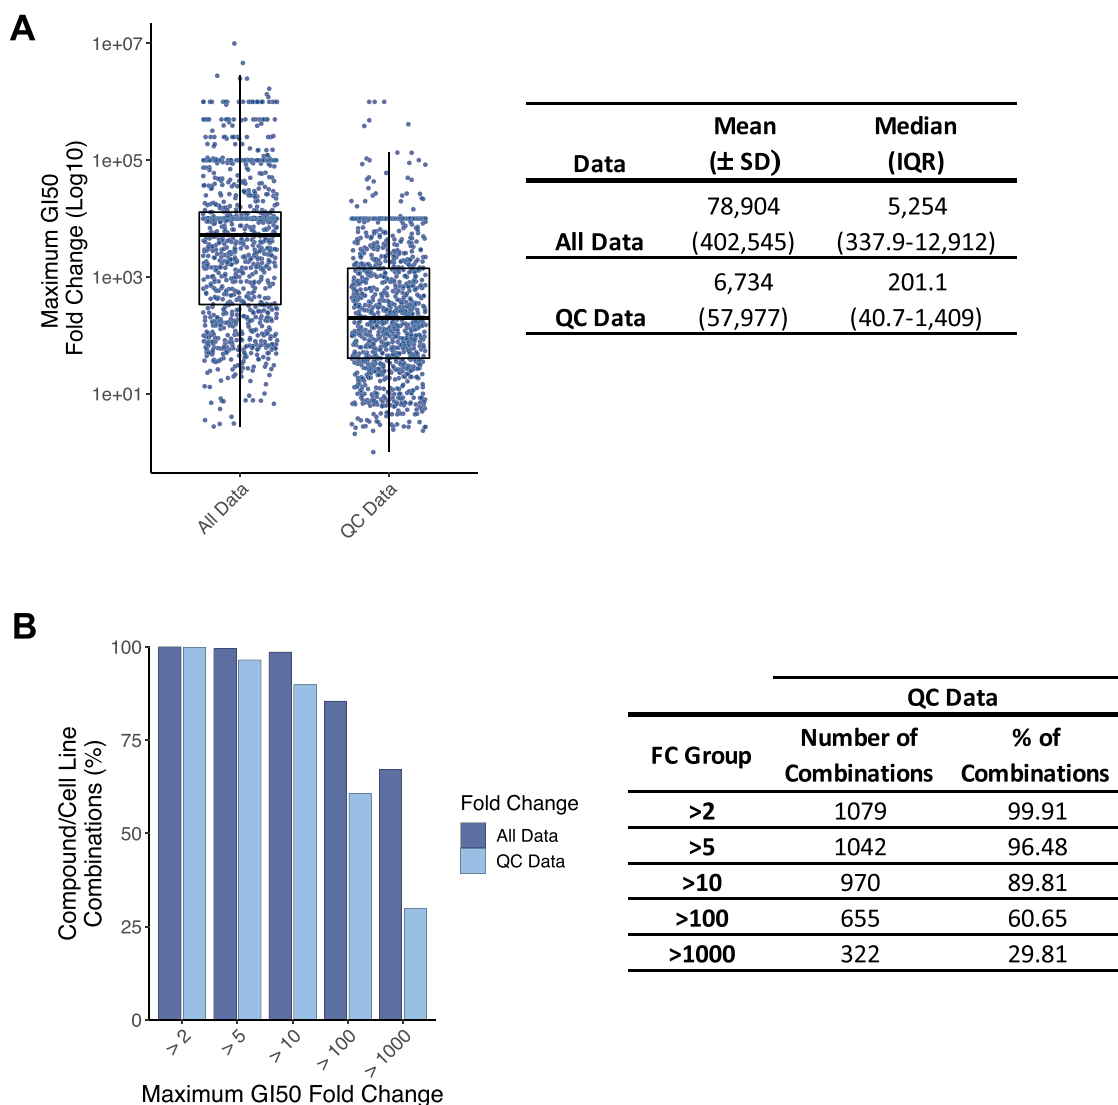 A
Maximum GI50
Fold Change (Log10)
1e+07
1e+05
1e+03
1e+01
All Data
QC Data
Data
Mean
(± SD)
Median
(IQR)
All Data
78,904
(402,545)
5,254
(337.9-12,912)
QC Data
6,734
(57,977)
201.1
(40.7-1,409)
B
Compound/Cell Line
Combinations (%)
100
75
50
25
0
> 2
> 5
> 10
> 100
> 1000
Maximum GI50 Fold Change
Fold Change
All Data
QC Data
QC Data
FC Group
Number of
Combinations
% of
Combinations
>2 1079 99.91
>5 1042 96.48
>10 970 89.81
>100 655 60.65
>1000 322 29.81